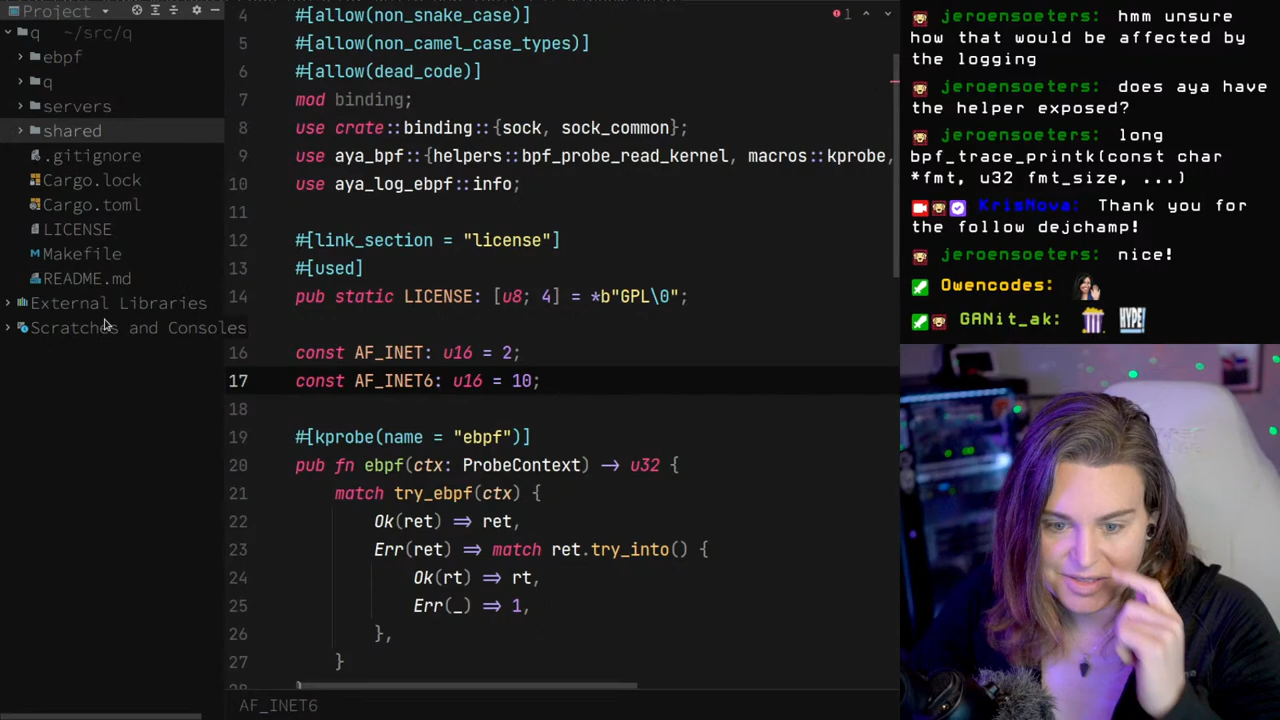 Project
q ~/src/q
ebpf
q
servers
shared
.gitignore
Cargo.lock
Cargo.toml
LICENSE
Makefile
README.md
External Libraries
Scratches and Consoles
4 #[allow(non_snake_case)]
1
5 #[allow(non_camel_case_types)]
6 #[allow(dead_code)]
7 mod binding;
8 use crate::binding::{sock, sock_common};
9 use aya_bpf::{helpers::bpf_probe_read_kernel, macros::kprobe,
10 use aya_log_ebpf::info;
11
12 #[link_section = "license"]
13 #[used]
14 pub static LICENSE: [u8; 4] = *b"GPL\0";
16 const AF_INET: u16 = 2;
17 const AF_INET6: u16 = 10;
18
19 #[kprobe(name = "ebpf")]
20 pub fn ebpf(ctx: ProbeContext) -> u32 {
21 match try_ebpf(ctx) {
22 Ok(ret) => ret,
23 Err(ret) => match ret.try_into() {
24 Ok(rt) => rt,
25 Err(_) => 1,
26 },
27 }
28 }
AF_INET6
jeroensoeters: hmm unsure
how that would be affected by
the logging
jeroensoeters: does aya have
the helper exposed?
jeroensoeters: long
bpf_trace_printk(const char
*fmt, u32 fmt_size, ...)
KrisNova: Thank you for
the follow dejchamp!
jeroensoeters: nice!
Owencodes:
GANit_ak: HYPE!